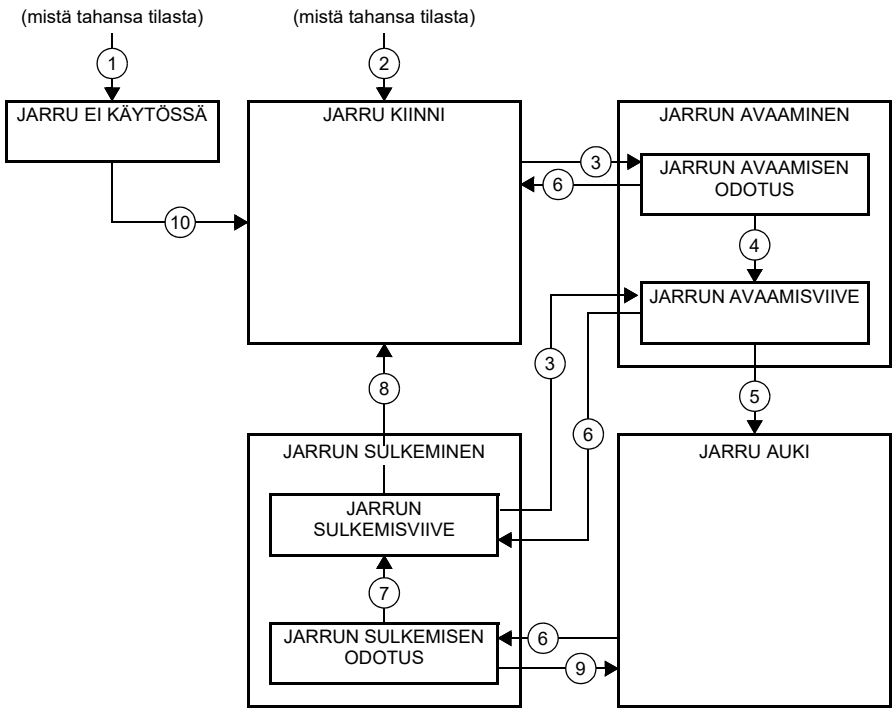 (mistä tahansa tilasta)
(mistä tahansa tilasta)
1
2
JARRU EI KÄYTÖSSÄ
JARRU KIINNI
JARRUN AVAAMINEN
3
JARRUN AVAAMISEN
ODOTUS
6
10
4
JARRUN AVAAMISVIIVE
3
8
5
6
JARRUN SULKEMINEN
JARRU AUKI
JARRUN
SULKEMISVIIVE
7
JARRUN SULKEMISEN
ODOTUS
6
9